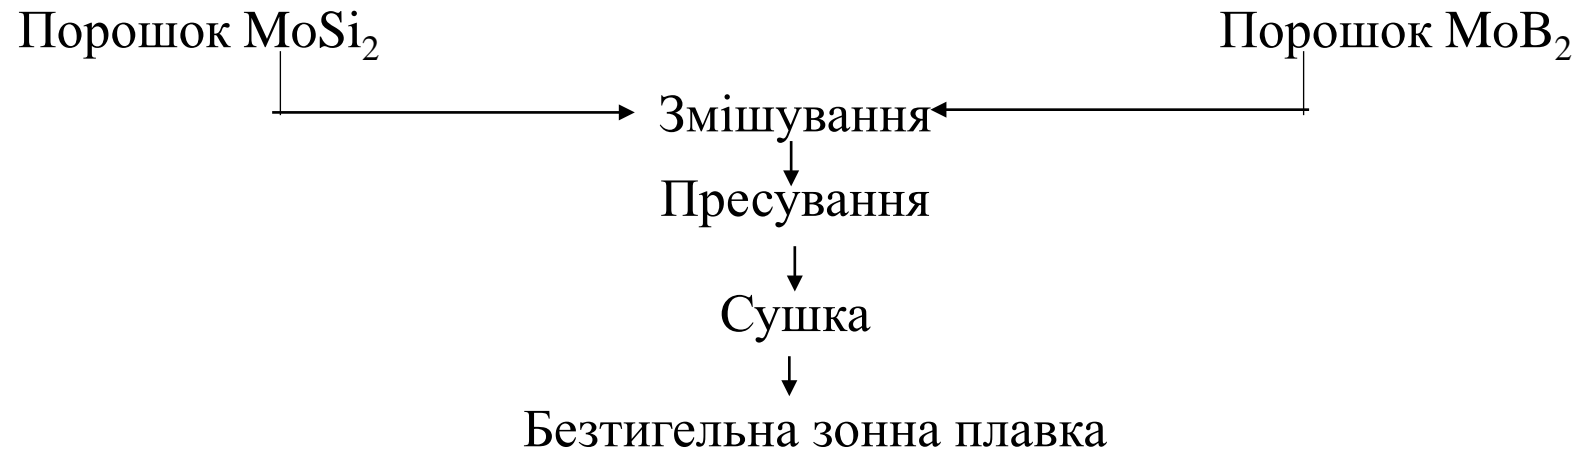 Порошок MoSi₂ Порошок MoB₂
Змішування
Пресування
Сушка
Безтигельна зонна плавка